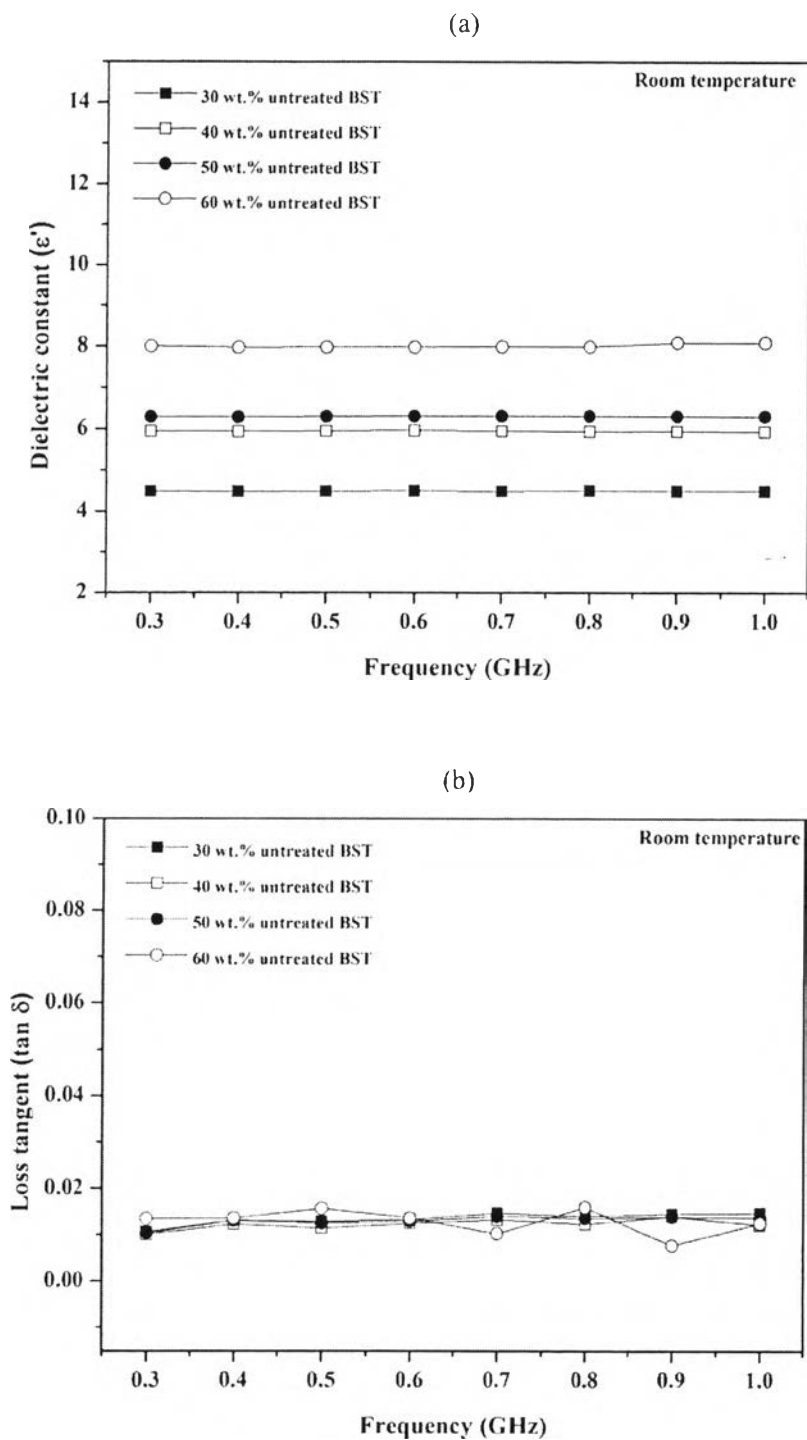 (a)
Room temperature
30 wt.% untreated BST
40 wt.% untreated BST
50 wt.% untreated BST
60 wt.% untreated BST
Dielectric constant (ε')
14
12
10
8
6
4
2
0.3 0.4 0.5 0.6 0.7 0.8 0.9 1.0
Frequency (GHz)
(b)
Room temperature
30 wt.% untreated BST
40 wt.% untreated BST
50 wt.% untreated BST
60 wt.% untreated BST
Loss tangent (tan δ)
0.10
0.08
0.06
0.04
0.02
0.00
0.3 0.4 0.5 0.6 0.7 0.8 0.9 1.0
Frequency (GHz)